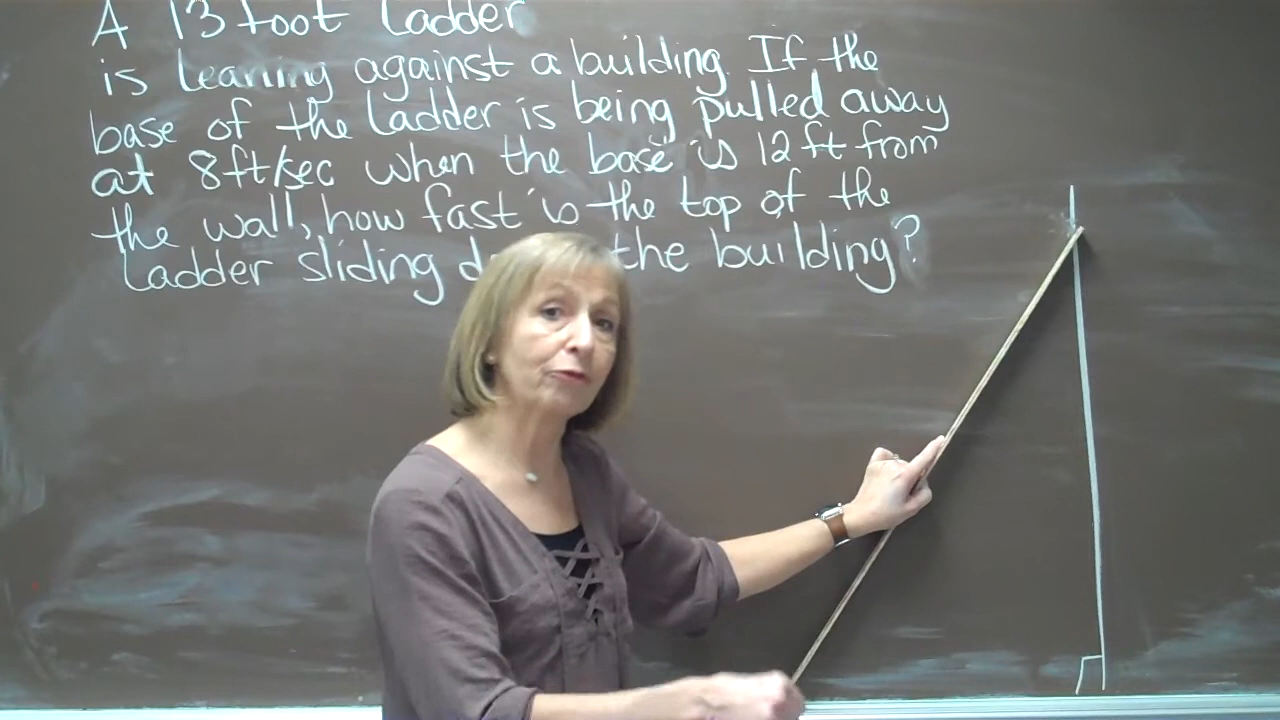 A 13 foot ladder
is leaning against a building. If the
base of the ladder is being pulled away
at 8ft/sec when the base is 12 ft from
the wall, how fast is the top of the
ladder sliding the building?